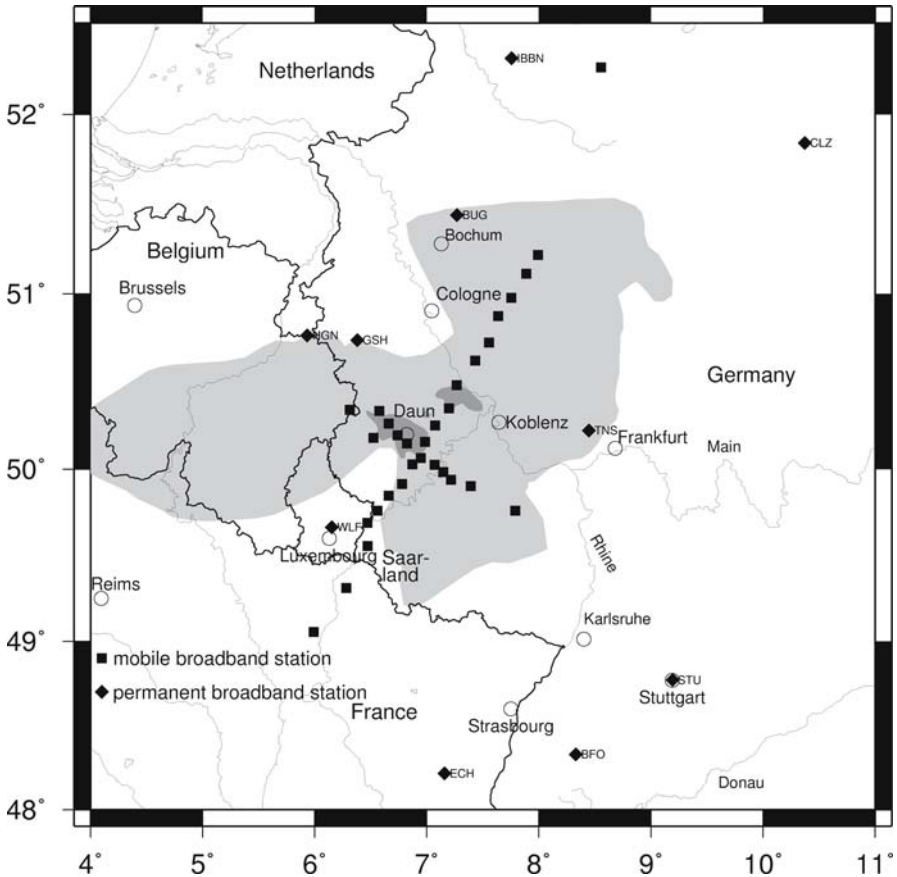 IBBN
Netherlands
52°
CLZ
BUG
Bochum
Belgium
Brussels
51°
Cologne
GSH
Germany
Daun
Koblenz
TNS
Frankfurt
Main
50°
WLF
Luxembourg
Saar-
land
Rhine
Reims
Karlsruhe
49°
mobile broadband station
permanent broadband station
STU
Stuttgart
France
Strasbourg
BFO
ECH
Donau
48°
4° 5° 6° 7° 8° 9° 10° 11°